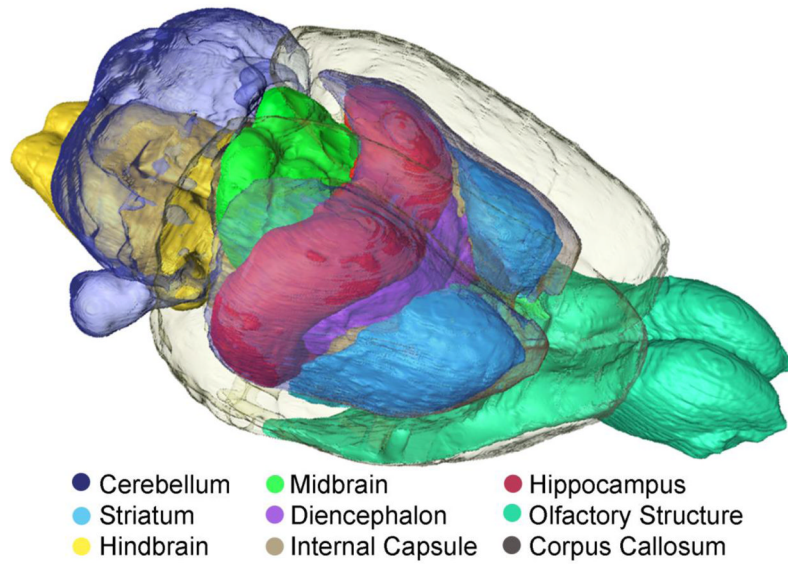 Cerebellum Midbrain Hippocampus
Striatum Diencephalon Olfactory Structure
Hindbrain Internal Capsule Corpus Callosum